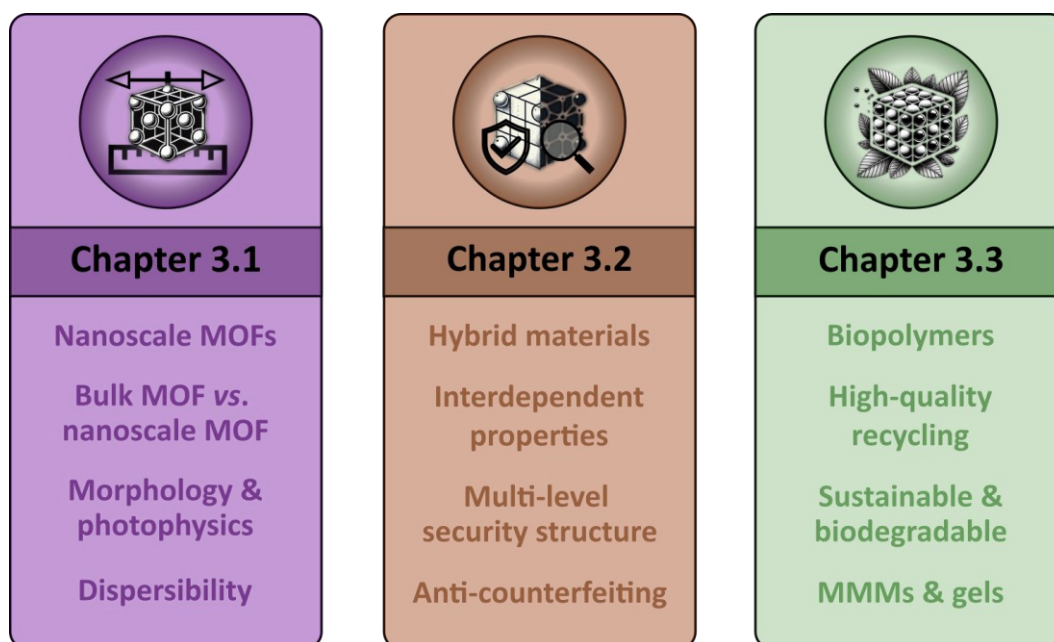 Chapter 3.1
Nanoscale MOFs
Bulk MOF vs.
nanoscale MOF
Morphology &
photophysics
Dispersibility
Chapter 3.2
Hybrid materials
Interdependent
properties
Multi-level
security structure
Anti-counterfeiting
Chapter 3.3
Biopolymers
High-quality
recycling
Sustainable &
biodegradable
MMMs & gels